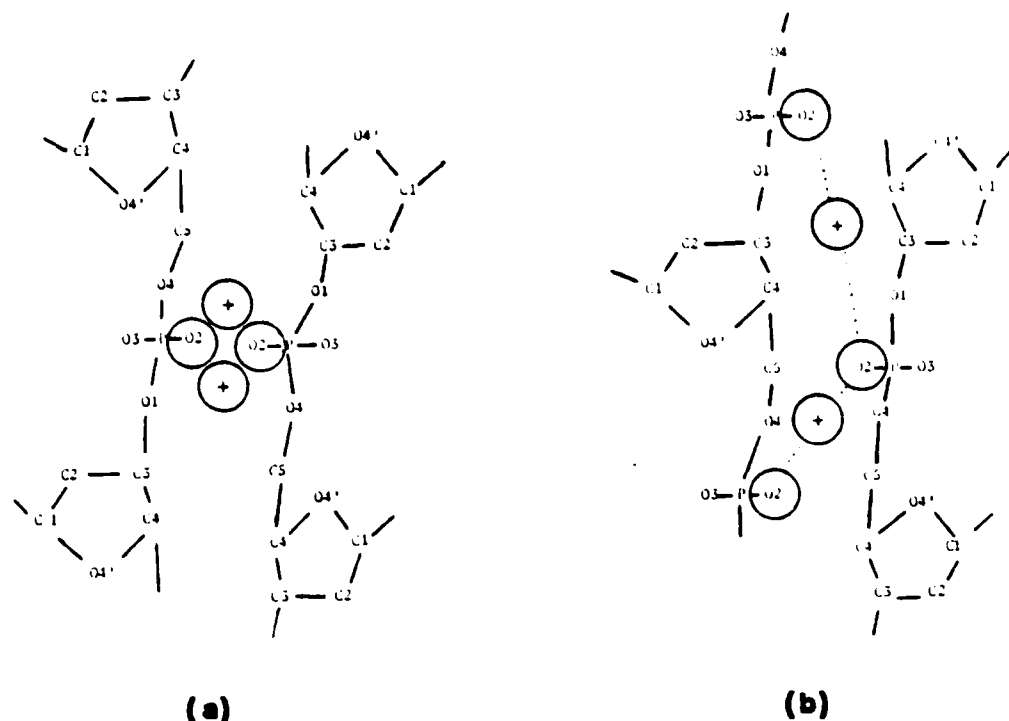 C2 C3
C1 C4
O4'
C5
O4
O3 P O2
O1
C2 C3
C1 C4
O4'
O4'
C4 C1
C3 C2
O1
O2 P O3
O4
C5
O4'
C4 C1
C3 C2
+
+
(a)
O4
O3 O2
O1
C2 C3
C1 C4
O4'
C5
O4
O3 P O2
O4'
C4 C1
C3 C2
O1
O2 P O3
O4
C5
O4'
C4 C1
C3 C2
+
+
(b)